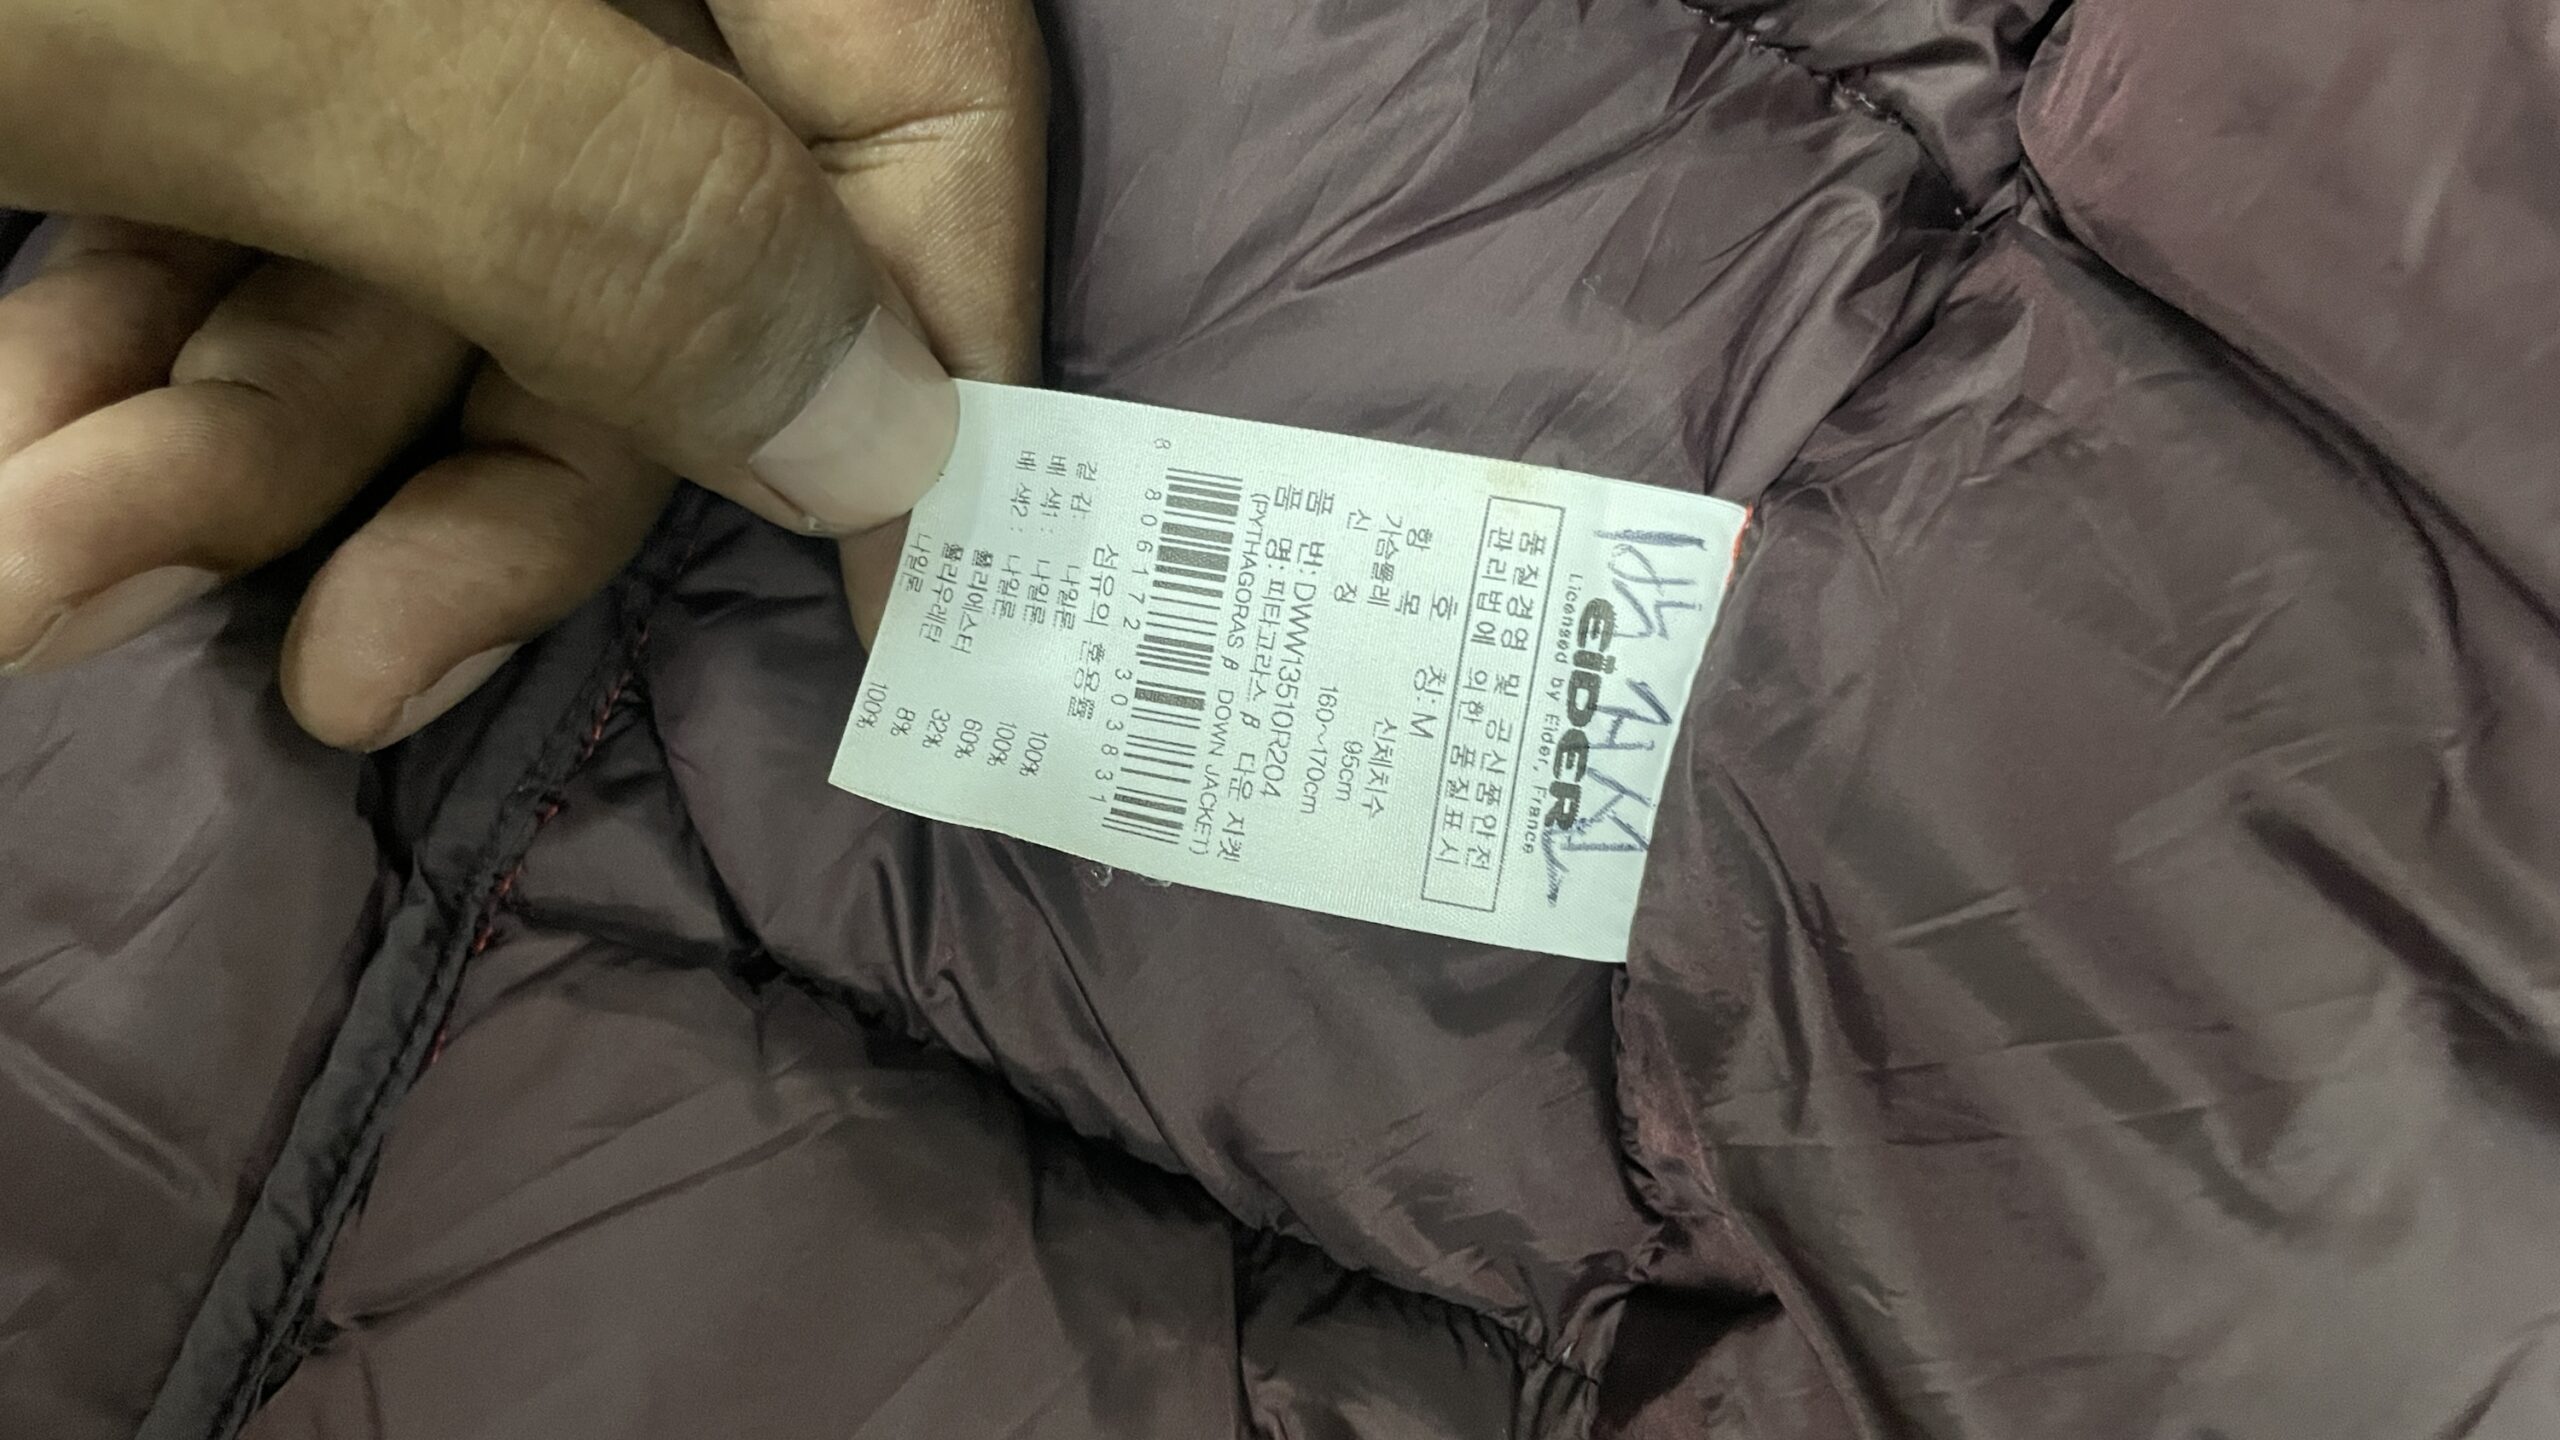 EiDER
Licensed by Eider, France
품질경영 및 공산품안전
관리법에 의한 품질표시
호 칭: M
항 목 신체치수
가슴둘레 95cm
신 장 160~170cm
품 번: DWW13510R204
품 명: 피타고라스 β 다운 자켓
(PYTHAGORAS β DOWN JACKET)
8 806172 303831
섬유의 혼용율
겉 감: 나일론 100%
배 색1: 나일론 100%
배 색2: 폴리에스터 60%
폴리우레탄 32%
나일론 8%
100%